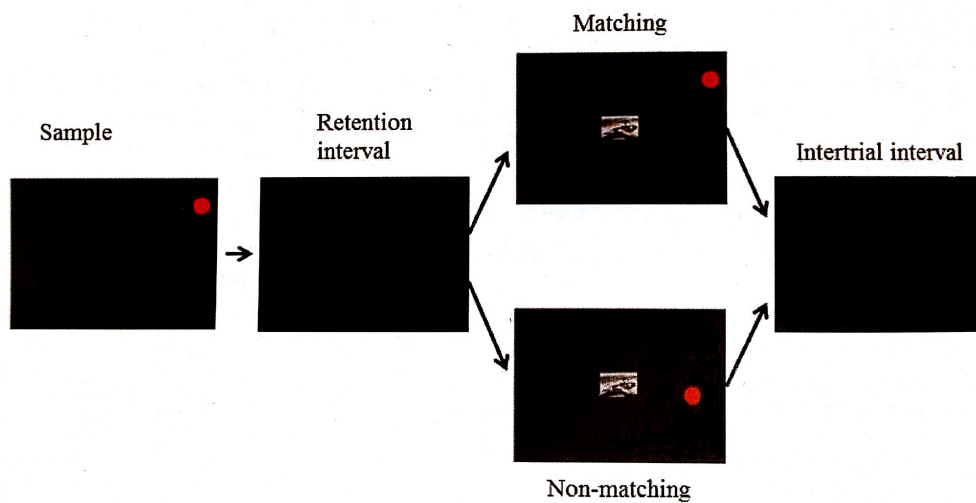 Matching
Sample
Retention
interval
Intertrial interval
Non-matching